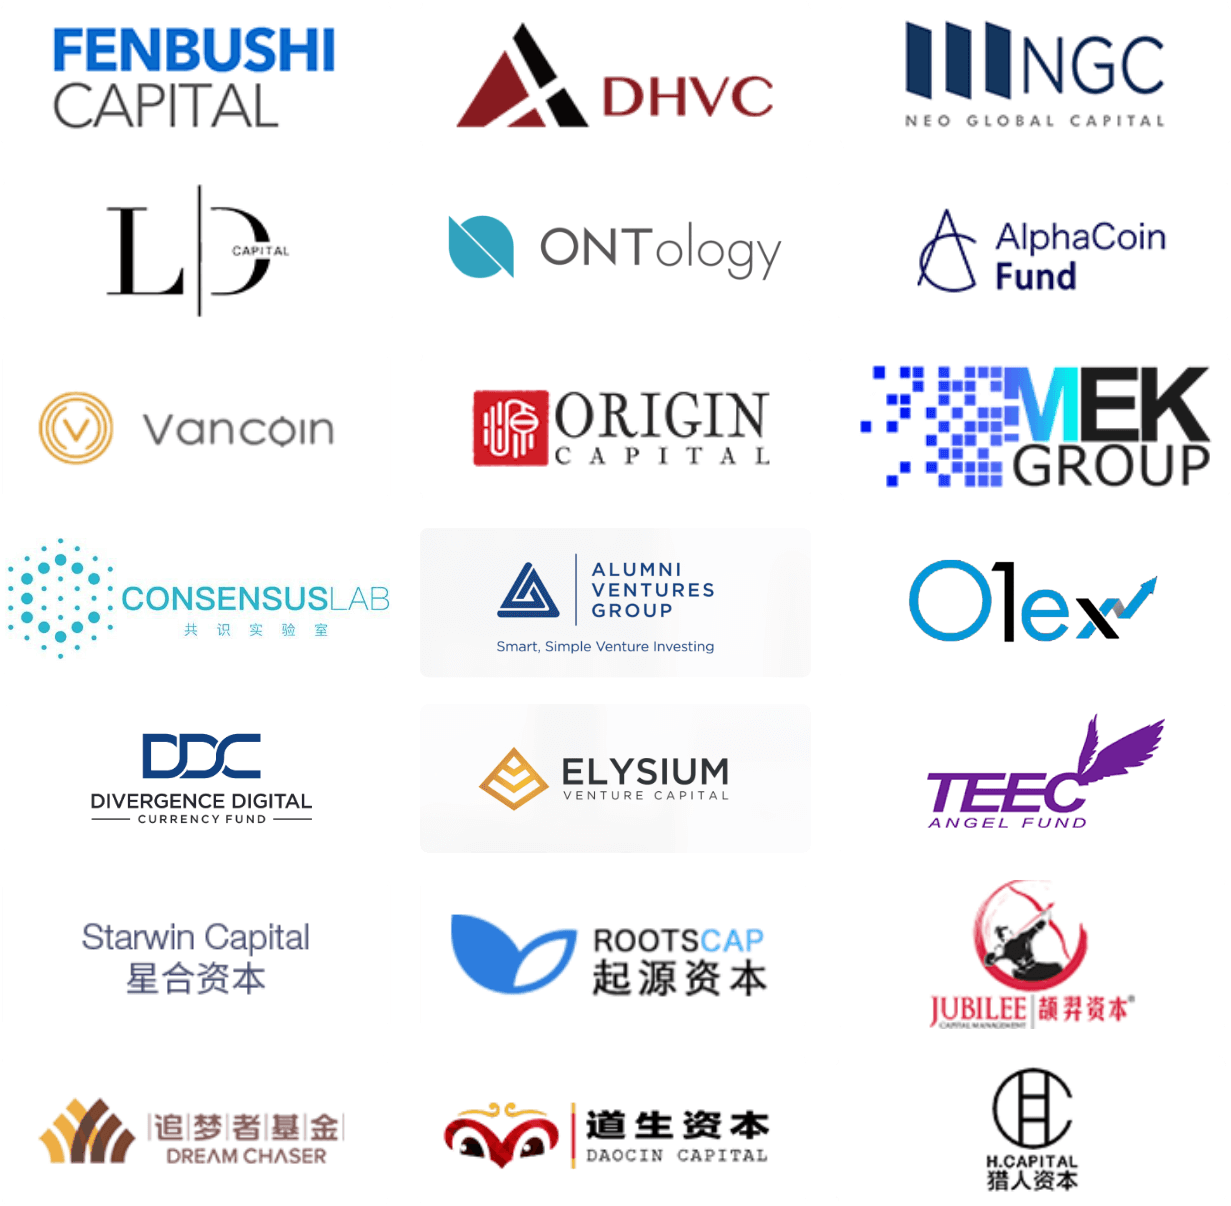 FENBUSHI
CAPITAL
DHVC
NGC
NEO GLOBAL CAPITAL
LD
CAPITAL
ONTology
AlphaCoin
Fund
Vancoin
ORIGIN
CAPITAL
MEK
GROUP
CONSENSUSLAB
共识实验室
ALUMNI
VENTURES
GROUP
Smart, Simple Venture Investing
O1ex
DDC
DIVERGENCE DIGITAL
CURRENCY FUND
ELYSIUM
VENTURE CAPITAL
TEEC
ANGEL FUND
Starwin Capital
星合资本
ROOTSCAP
起源资本
JUBILEE
CAPITAL MANAGEMENT
颉羿资本®
追梦者基金
DREAM CHASER
道生资本
DAOCIN CAPITAL
H.CAPITAL
猎人资本